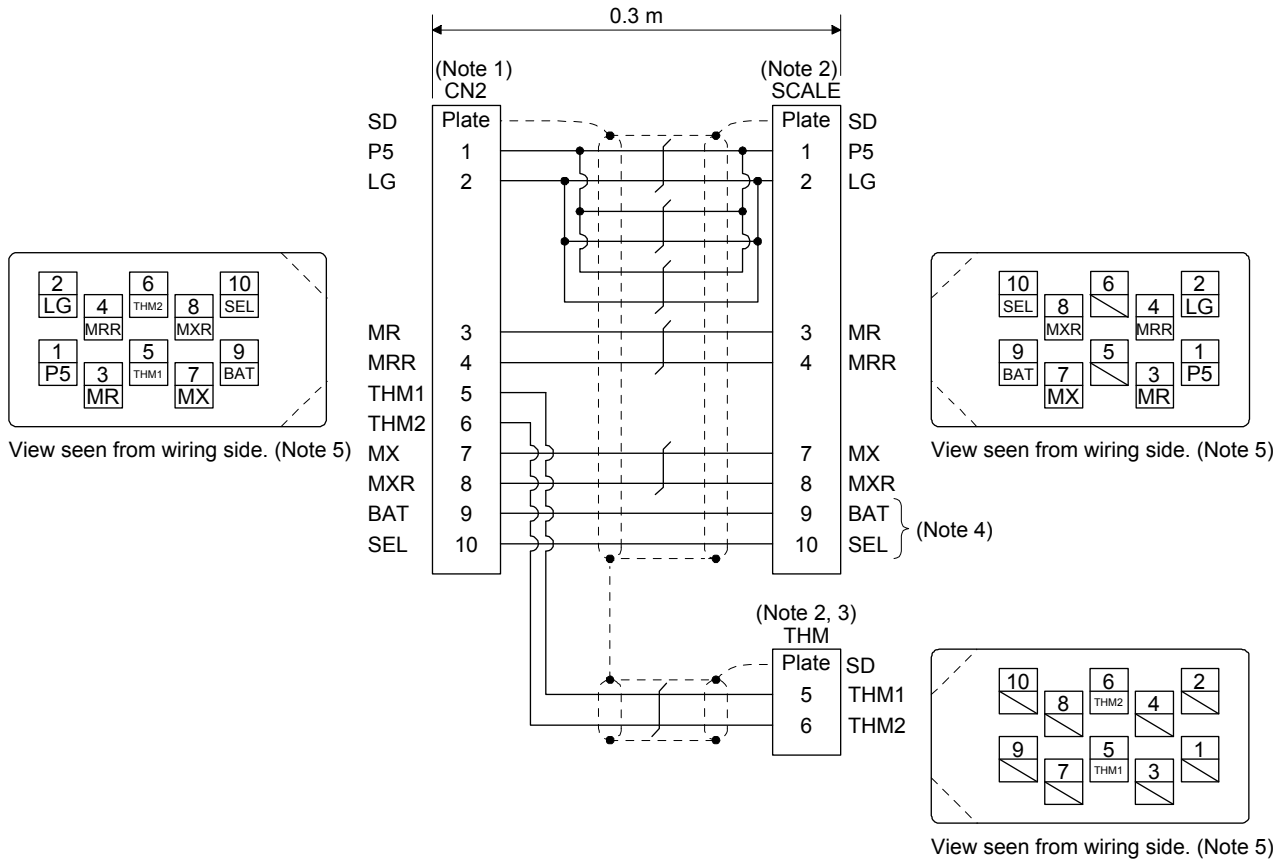 0.3 m
(Note 1)
CN2
(Note 2)
SCALE
SD Plate Plate SD
P5 1 1 P5
LG 2 2 LG
MR 3 3 MR
MRR 4 4 MRR
THM1 5
THM2 6
MX 7 7 MX
MXR 8 8 MXR
BAT 9 9 BAT
SEL 10 10 SEL
(Note 4)
2 6 10
LG 4 THM2 8 SEL
MRR MXR
1 5 9
P5 3 THM1 7 BAT
MR MX
View seen from wiring side. (Note 5)
10 6 2
SEL 8 4 LG
MXR MRR
9 5 1
BAT 7 3 P5
MX MR
View seen from wiring side. (Note 5)
(Note 2, 3)
THM
Plate SD
5 THM1
6 THM2
10 6 2
8 THM2 4
9 5 1
7 THM1 3
View seen from wiring side. (Note 5)